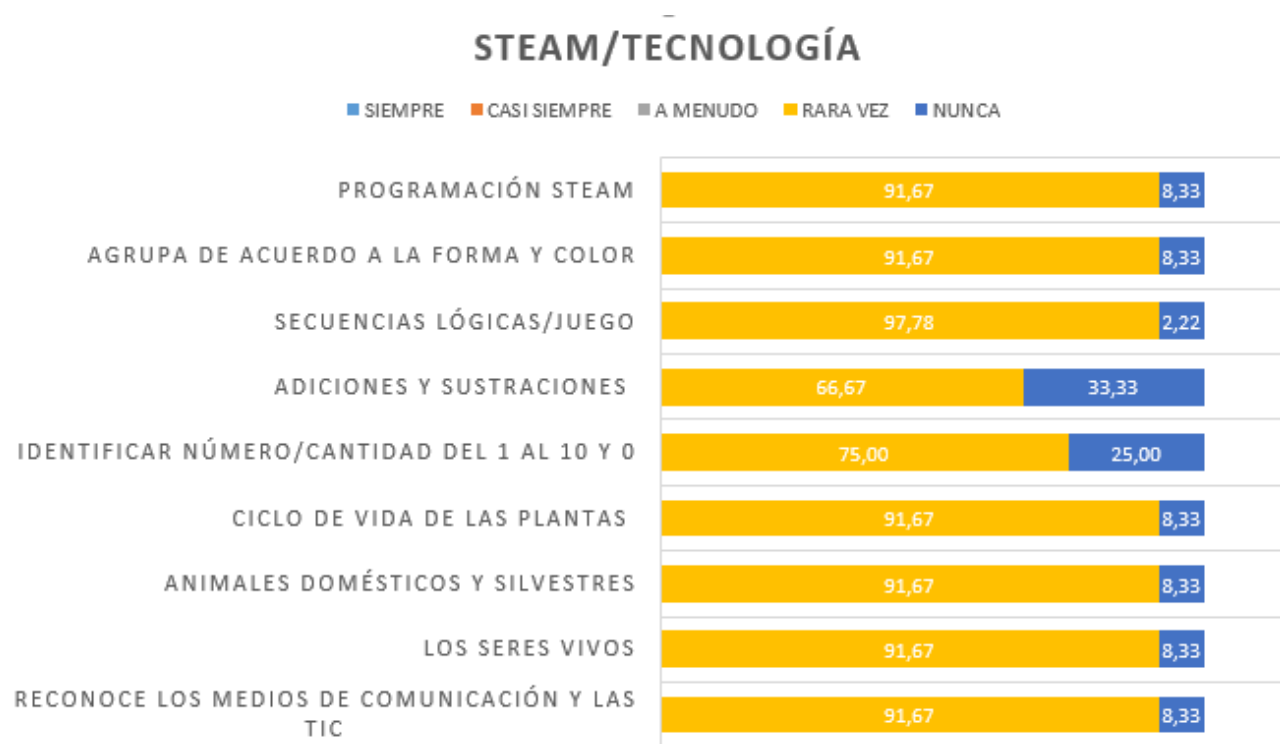 STEAM/TECNOLOGÍA
SIEMPRE CASI SIEMPRE A MENUDO RARA VEZ NUNCA
PROGRAMACIÓN STEAM 91,67 8,33
AGRUPA DE ACUERDO A LA FORMA Y COLOR 91,67 8,33
SECUENCIAS LÓGICAS/JUEGO 97,78 2,22
ADICIONES Y SUSTRACIONES 66,67 33,33
IDENTIFICAR NÚMERO/CANTIDAD DEL 1 AL 10 Y 0 75,00 25,00
CICLO DE VIDA DE LAS PLANTAS 91,67 8,33
ANIMALES DOMÉSTICOS Y SILVESTRES 91,67 8,33
LOS SERES VIVOS 91,67 8,33
RECONOCE LOS MEDIOS DE COMUNICACIÓN Y LAS
TIC 91,67 8,33